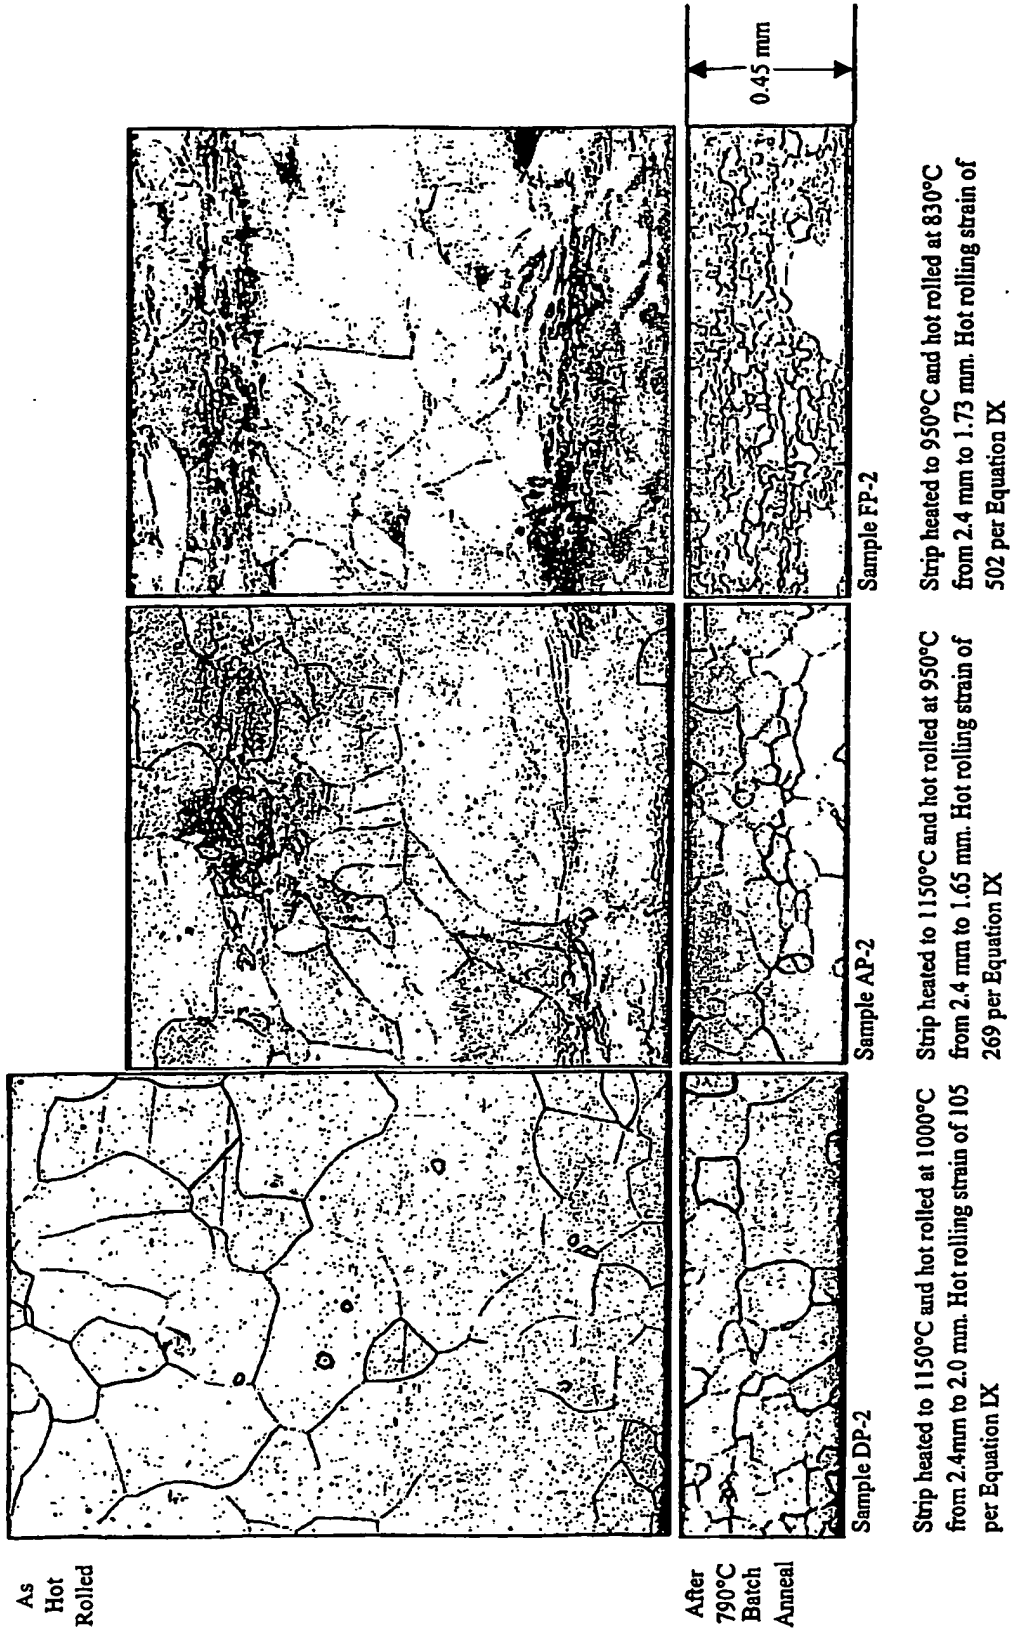 As
Hot
Rolled
After
790°C
Batch
Anneal
0.45 mm
Sample DP-2
Sample AP-2
Sample FP-2
Strip heated to 1150°C and hot rolled at 1000°C
from 2.4mm to 2.0 mm. Hot rolling strain of 105
per Equation IX
Strip heated to 1150°C and hot rolled at 950°C
from 2.4 mm to 1.65 mm. Hot rolling strain of
269 per Equation IX
Strip heated to 950°C and hot rolled at 830°C
from 2.4 mm to 1.73 mm. Hot rolling strain of
502 per Equation IX